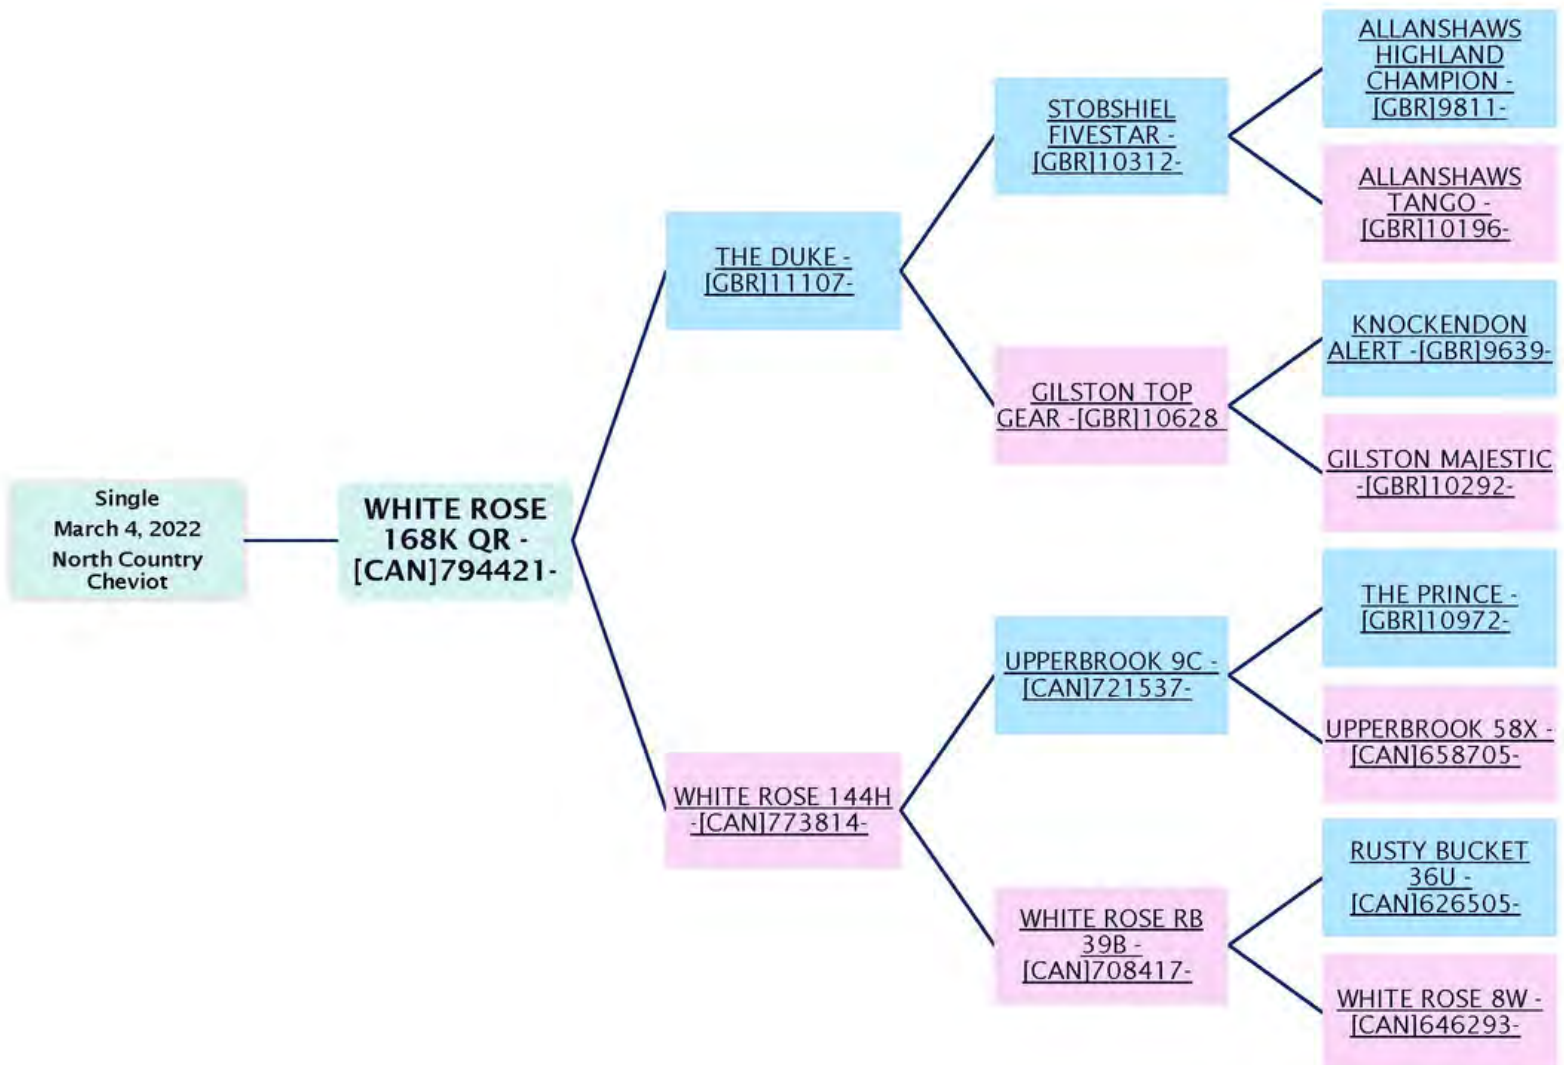 Single
March 4, 2022
North Country
Cheviot
WHITE ROSE
168K QR -
[CAN]794421-
THE DUKE -
[GBR]11107-
WHITE ROSE 144H
-[CAN]773814-
STOBSHIEL
FIVESTAR -
[GBR]10312-
GILSTON TOP
GEAR -[GBR]10628
UPPERBROOK 9C -
[CAN]721537-
WHITE ROSE RB
39B -
[CAN]708417-
ALLANSHAWS
HIGHLAND
CHAMPION -
[GBR]9811-
ALLANSHAWS
TANGO -
[GBR]10196-
KNOCKENDON
ALERT -[GBR]9639-
GILSTON MAJESTIC
-[GBR]10292-
THE PRINCE -
[GBR]10972-
UPPERBROOK 58X -
[CAN]658705-
RUSTY BUCKET
36U -
[CAN]626505-
WHITE ROSE 8W -
[CAN]646293-